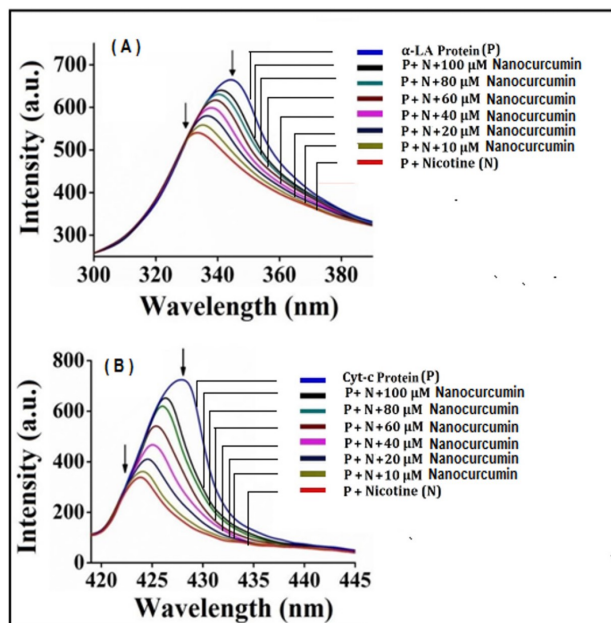 ( A )
Intensity (a.u.)
700
600
500
400
300
300
320
340
360
380
Wavelength (nm)
α-LA Protein (P)
P+ N+100 µM Nanocurcumin
P+ N+80 µM Nanocurcumin
P+ N+60 µM Nanocurcumin
P+ N+40 µM Nanocurcumin
P+ N+20 µM Nanocurcumin
P+ N+10 µM Nanocurcumin
P + Nicotine (N)
( B )
Intensity (a.u.)
800
600
400
200
0
420
425
430
435
440
445
Wavelength (nm)
Cyt-c Protein (P)
P+ N+100 µM Nanocurcumin
P+ N+80 µM Nanocurcumin
P+ N+60 µM Nanocurcumin
P+ N+40 µM Nanocurcumin
P+ N+20 µM Nanocurcumin
P+ N+10 µM Nanocurcumin
P + Nicotine (N)